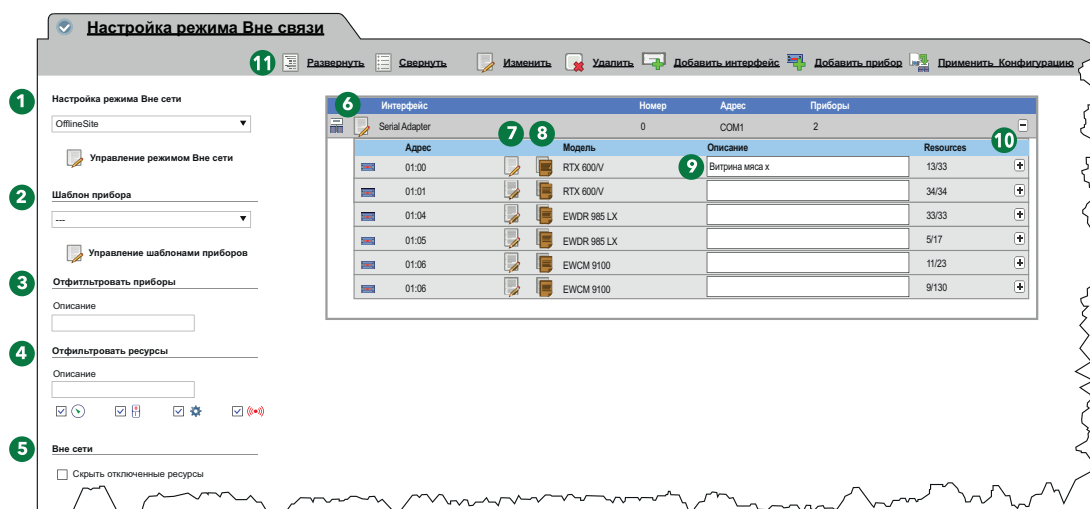 Настройка режима Вне связи
11 Развернуть Свернуть Изменить Удалить Добавить интерфейс Добавить прибор Применить Конфигурацию
1 Настройка режима Вне сети
OfflineSite
Управление режимом Вне сети
2 Шаблон прибора
---
Управление шаблонами приборов
3 Отфитльтровать приборы
Описание
4 Отфильтровать ресурсы
Описание
5 Вне сети
Скрыть отключенные ресурсы
6 Интерфейс Номер Адрес Приборы
Serial Adapter 0 COM1 2
7 8 10
Адрес Модель Описание Resources
01:00 RTX 600/V 9 Витрина мяса x 13/33
01:01 RTX 600/V 34/34
01:04 EWDR 985 LX 33/33
01:05 EWDR 985 LX 5/17
01:06 EWCM 9100 11/23
01:06 EWCM 9100 9/130